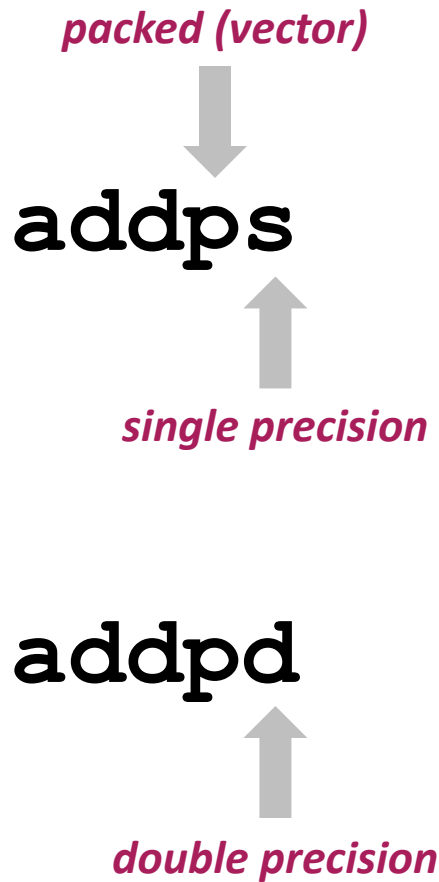 packed (vector)
addps
single precision
addpd
double precision